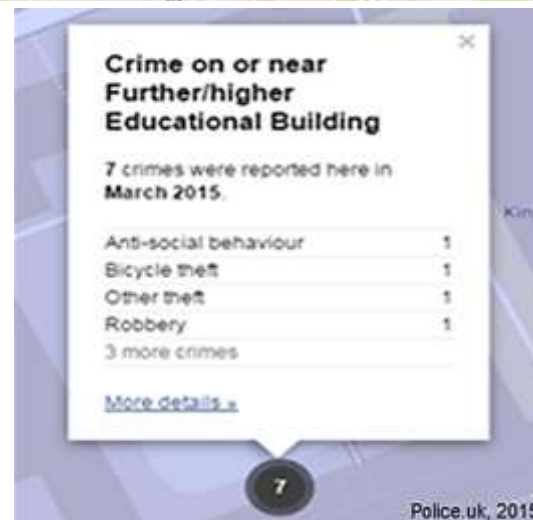 ×
Crime on or near
Further/higher
Educational Building
7 crimes were reported here in
March 2015.
Anti-social behaviour 1
Bicycle theft 1
Other theft 1
Robbery 1
3 more crimes
More details »
7
Police.uk, 2015